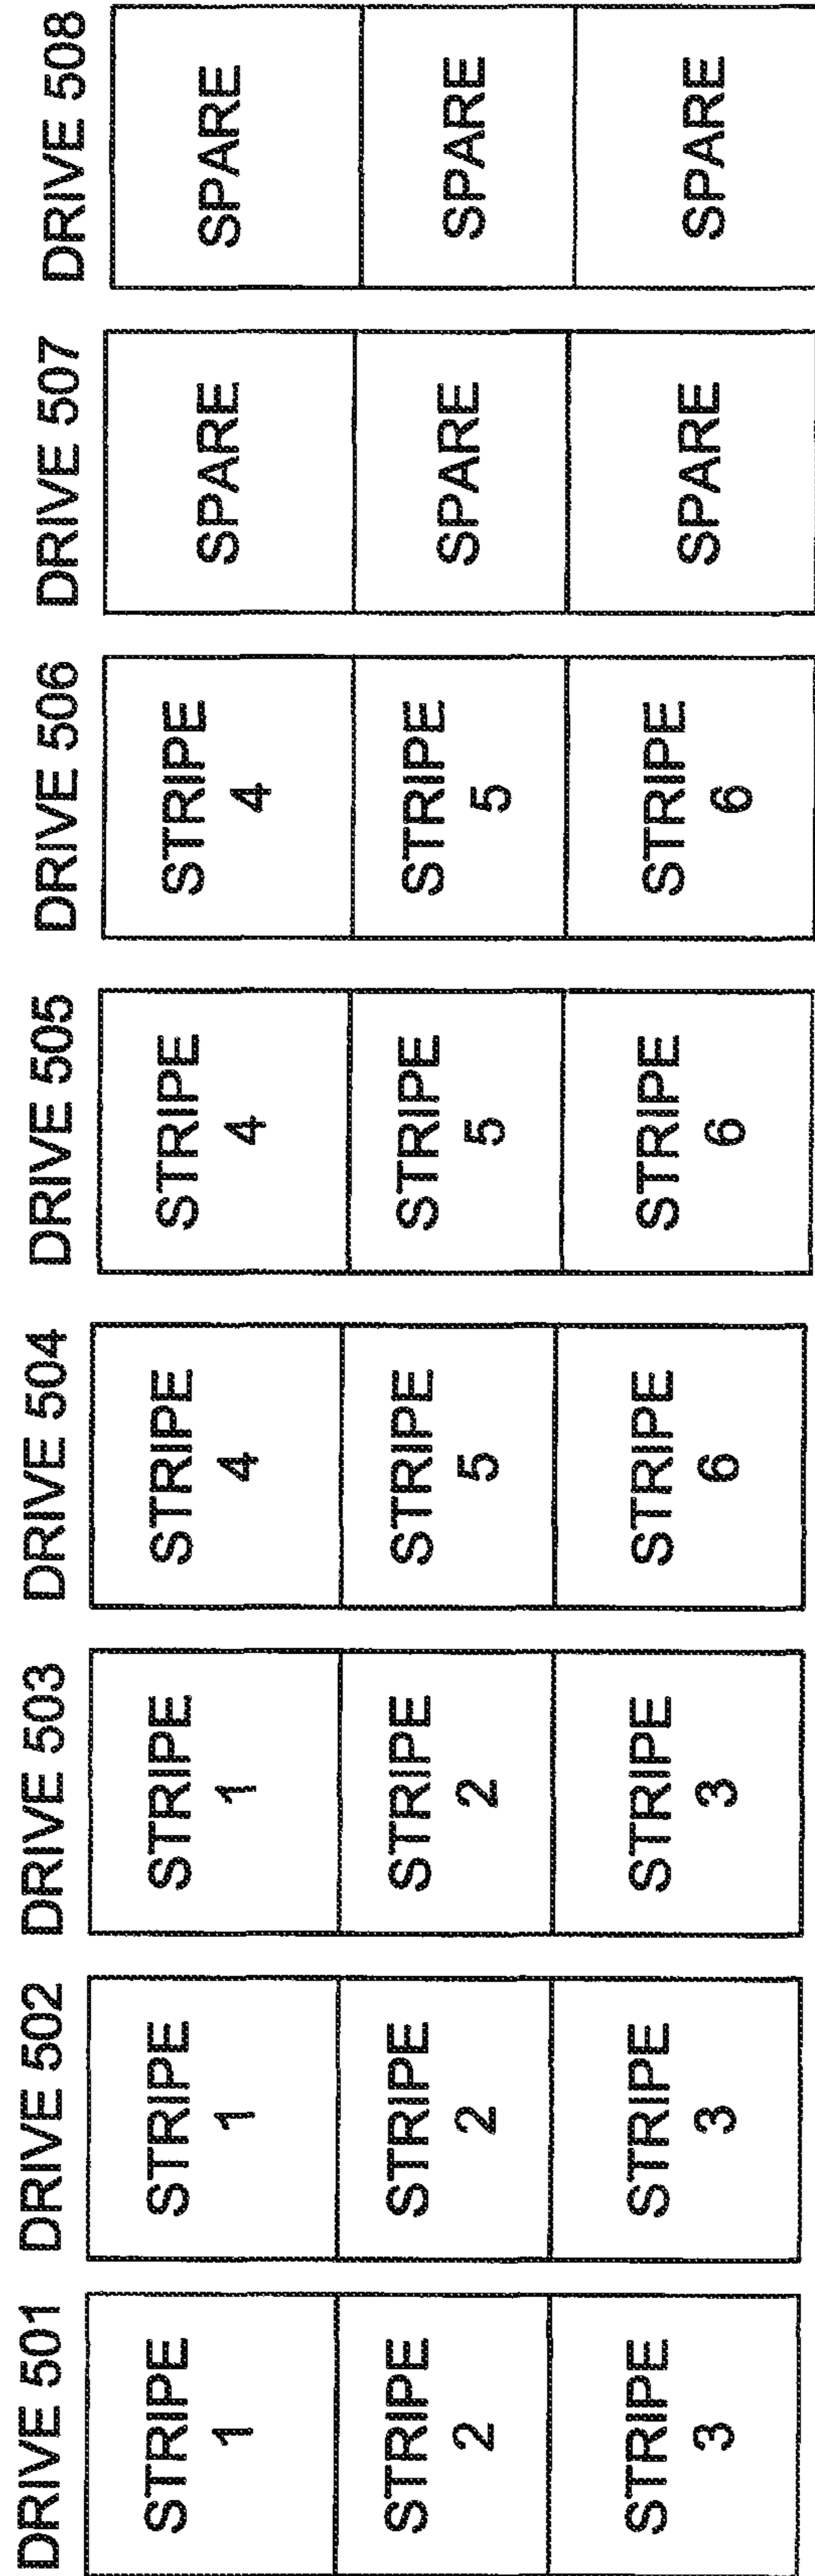 DRIVE 501 DRIVE 502 DRIVE 503 DRIVE 504 DRIVE 505 DRIVE 506 DRIVE 507 DRIVE 508
STRIPE STRIPE STRIPE STRIPE STRIPE STRIPE SPARE SPARE
1 1 1 4 4 4
STRIPE STRIPE STRIPE STRIPE STRIPE STRIPE SPARE SPARE
2 2 2 5 5 5
STRIPE STRIPE STRIPE STRIPE STRIPE STRIPE SPARE SPARE
3 3 3 6 6 6